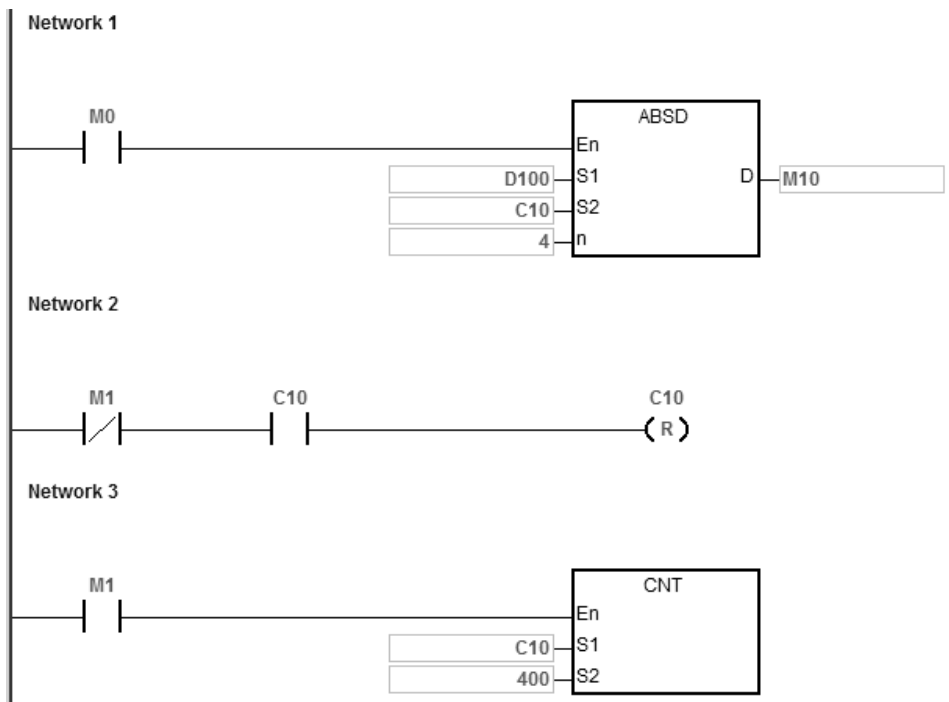 Network 1
M0
ABSD
En
D100 S1 D M10
C10 S2
4 n
Network 2
M1 C10 C10
R
Network 3
M1
CNT
En
C10 S1
400 S2